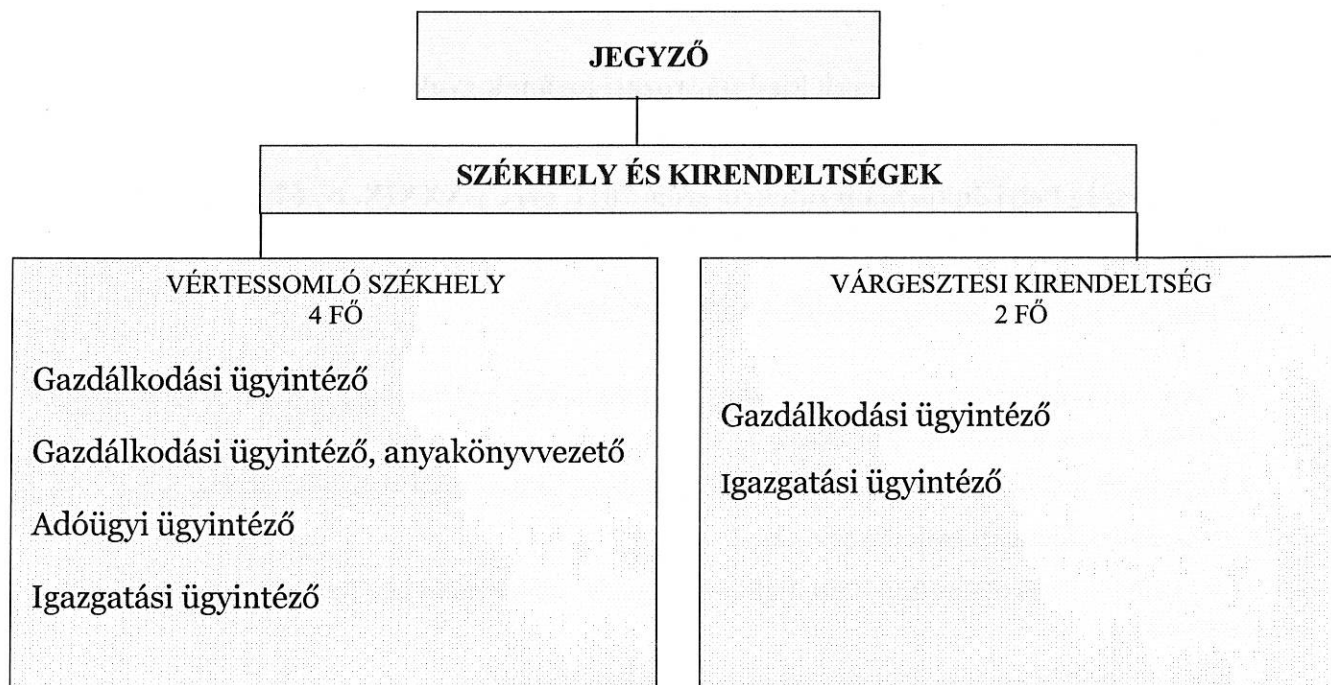 JEGYZŐ
SZÉKHELY ÉS KIRENDELTSÉGEK
VÉRTESSOMLÓ SZÉKHELY
4 FŐ
Gazdálkodási ügyintéző
Gazdálkodási ügyintéző, anyakönyvvezető
Adóügyi ügyintéző
Igazgatási ügyintéző
VÁRGESZTESI KIRENDELTSÉG
2 FŐ
Gazdálkodási ügyintéző
Igazgatási ügyintéző